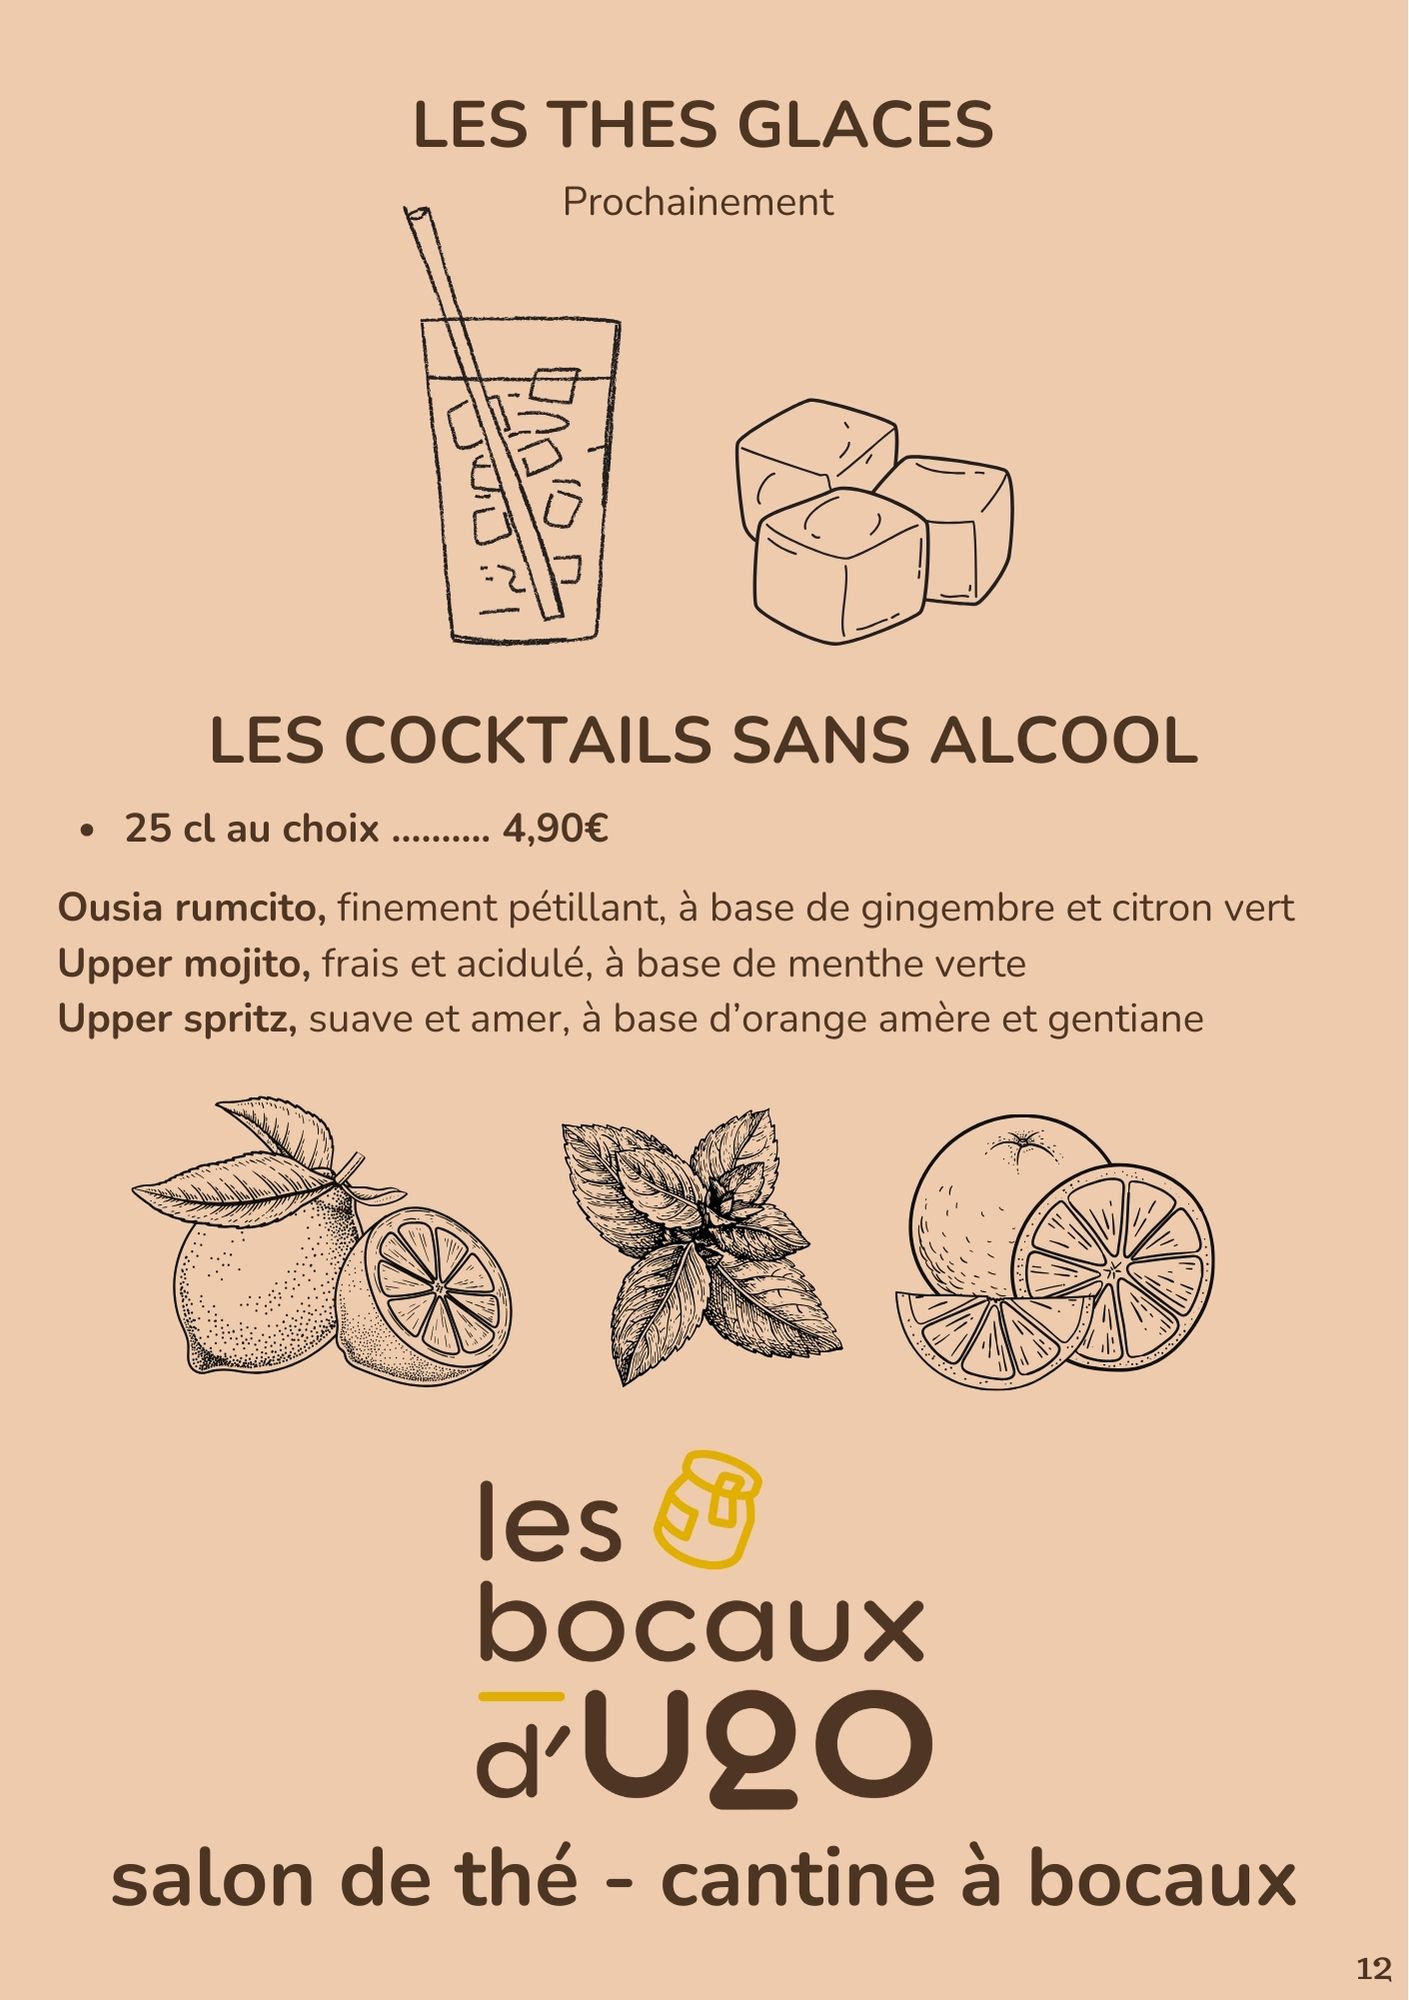 LES THES GLACES
Prochainement
LES COCKTAILS SANS ALCOOL
• 25 cl au choix .......... 4,90€
Ousia rumcito, finement pétillant, à base de gingembre et citron vert
Upper mojito, frais et acidulé, à base de menthe verte
Upper spritz, suave et amer, à base d’orange amère et gentiane
les
bocaux
d'UgO
salon de thé - cantine à bocaux
12